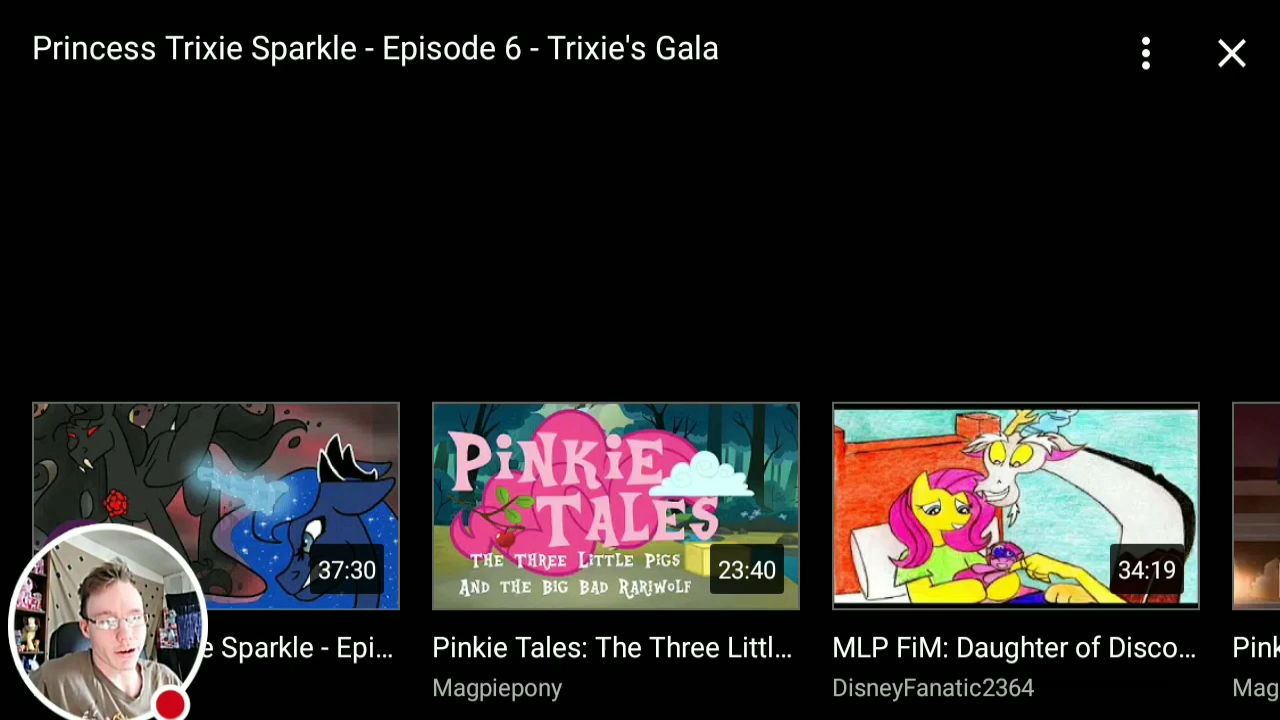 Princess Trixie Sparkle - Episode 6 - Trixie's Gala
37:30
PINKIE
TALES
THE THREE LITTLE PIGS
AND THE BIG BAD RARIWOLF
23:40
34:19
e Sparkle - Epi...
Pinkie Tales: The Three Littl...
MLP FiM: Daughter of Disco...
Pink
Magpiepony
DisneyFanatic2364
Mag